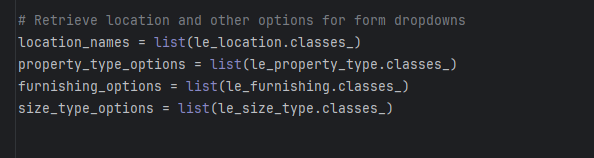 # Retrieve location and other options for form dropdowns
location_names = list(le_location.classes_)
property_type_options = list(le_property_type.classes_)
furnishing_options = list(le_furnishing.classes_)
size_type_options = list(le_size_type.classes_)